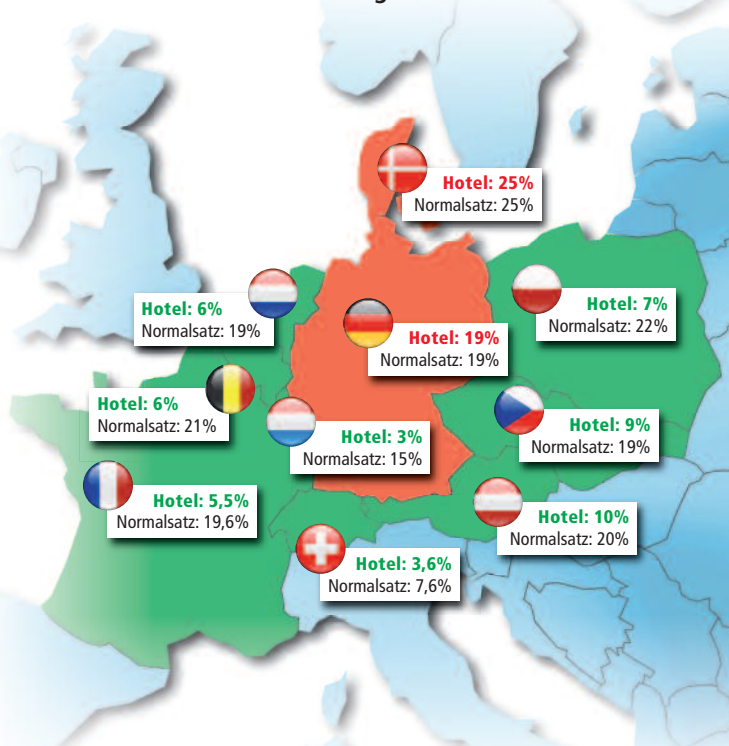 g
Hotel: 25%
Normalsatz: 25%
Hotel: 6%
Normalsatz: 19%
Hotel: 7%
Normalsatz: 22%
Hotel: 19%
Normalsatz: 19%
Hotel: 6%
Normalsatz: 21%
Hotel: 3%
Normalsatz: 15%
Hotel: 9%
Normalsatz: 19%
Hotel: 5,5%
Normalsatz: 19,6%
Hotel: 10%
Normalsatz: 20%
Hotel: 3,6%
Normalsatz: 7,6%